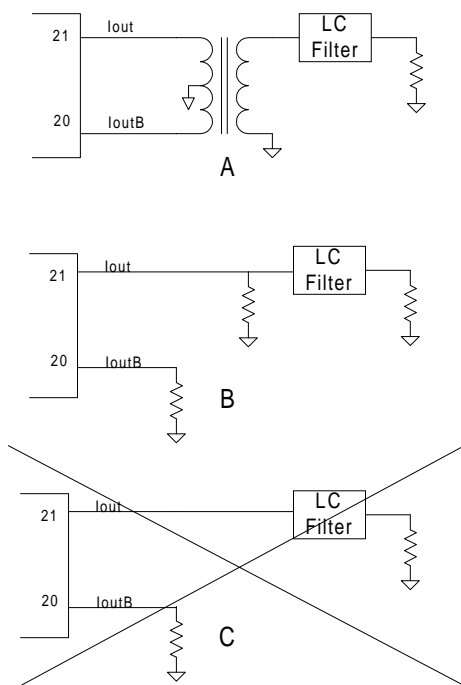 21
Iout
LC
Filter
20
IoutB
A
21
Iout
LC
Filter
20
IoutB
B
21
Iout
LC
Filter
20
IoutB
C